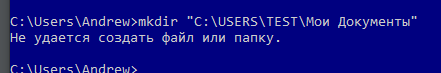 C:\Users\Andrew>mkdir "C:\USERS\TEST\Мои Документы"
Не удается создать файл или папку.
C:\Users\Andrew>